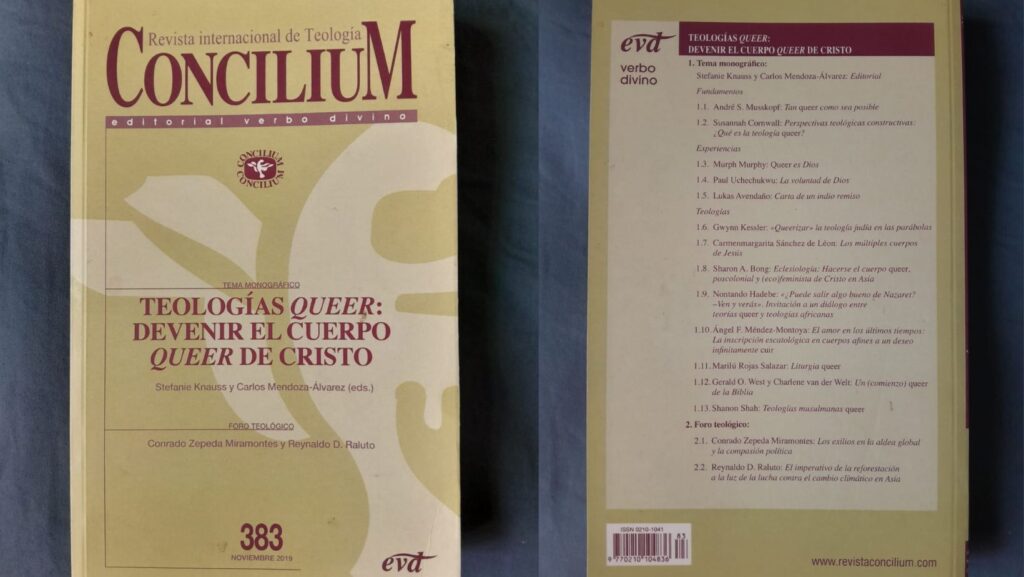 Revista internacional de Teología
CONCILIUM
editorial verbo divino
CONCILIUM
CONCILIUM
TEMA MONOGRÁFICO
TEOLOGÍAS QUEER:
DEVENIR EL CUERPO
QUEER DE CRISTO
Stefanie Knauss y Carlos Mendoza-Álvarez (eds.)
FORO TEOLÓGICO
Conrado Zepeda Miramontes y Reynaldo D. Raluto
383
NOVIEMBRE 2019
evd
evd
verbo
divino
TEOLOGÍAS QUEER:
DEVENIR EL CUERPO QUEER DE CRISTO
1. Tema monográfico:
Stefanie Knauss y Carlos Mendoza-Álvarez: Editorial
Fundamentos
1.1. André S. Musskopf: Tan queer como sea posible
1.2. Susannah Cornwall: Perspectivas teológicas constructivas:
¿Qué es la teología queer?
Experiencias
1.3. Murph Murphy: Queer es Dios
1.4. Paul Uchechukwu: La voluntad de Dios
1.5. Lukas Avendaño: Carta de un indio remiso
Teologías
1.6. Gwynn Kessler: «Queerizar» la teología judía en las parábolas
1.7. Carmenmargarita Sánchez de Léon: Los múltiples cuerpos
de Jesús
1.8. Sharon A. Bong: Eclesiología: Hacerse el cuerpo queer,
poscolonial y (eco)feminista de Cristo en Asia
1.9. Nontando Hadebe: «¿Puede salir algo bueno de Nazaret?
–Ven y verás». Invitación a un diálogo entre
teorías queer y teologías africanas
1.10. Ángel F. Méndez-Montoya: El amor en los últimos tiempos:
La inscripción escatológica en cuerpos afines a un deseo
infinitamente cuir
1.11. Marilú Rojas Salazar: Liturgia queer
1.12. Gerald O. West y Charlene van der Welt: Un (comienzo) queer
de la Biblia
1.13. Shanon Shah: Teologías musulmanas queer
2. Foro teológico:
2.1. Conrado Zepeda Miramontes: Los exilios en la aldea global
y la compasión política
2.2. Reynaldo D. Raluto: El imperativo de la reforestación
a la luz de la lucha contra el cambio climático en Asia
ISSN 0210-1041
83
9 770210 104836
www.revistaconcilium.com